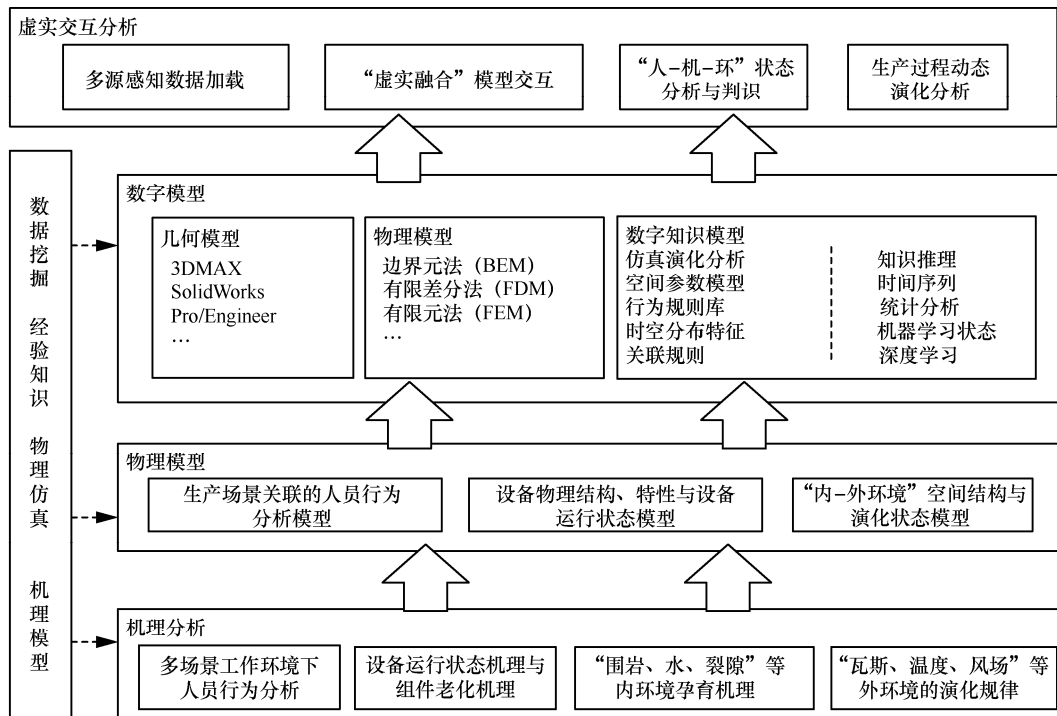 虚实交互分析
多源感知数据加载
“虚实融合”模型交互
“人-机-环”状态
分析与判识
生产过程动态
演化分析
数据挖掘 经验知识 物理仿真 机理模型
数字模型
几何模型
3DMAX
SolidWorks
Pro/Engineer
…
物理模型
边界元法（BEM）
有限差分法（FDM）
有限元法（FEM）
…
数字知识模型
仿真演化分析
空间参数模型
行为规则库
时空分布特征
关联规则
知识推理
时间序列
统计分析
机器学习状态
深度学习
物理模型
生产场景关联的人员行为
分析模型
设备物理结构、特性与设备
运行状态模型
“内-外环境”空间结构与
演化状态模型
机理分析
多场景工作环境下
人员行为分析
设备运行状态机理与
组件老化机理
“围岩、水、裂隙”等
内环境孕育机理
“瓦斯、温度、风场”等
外环境的演化规律